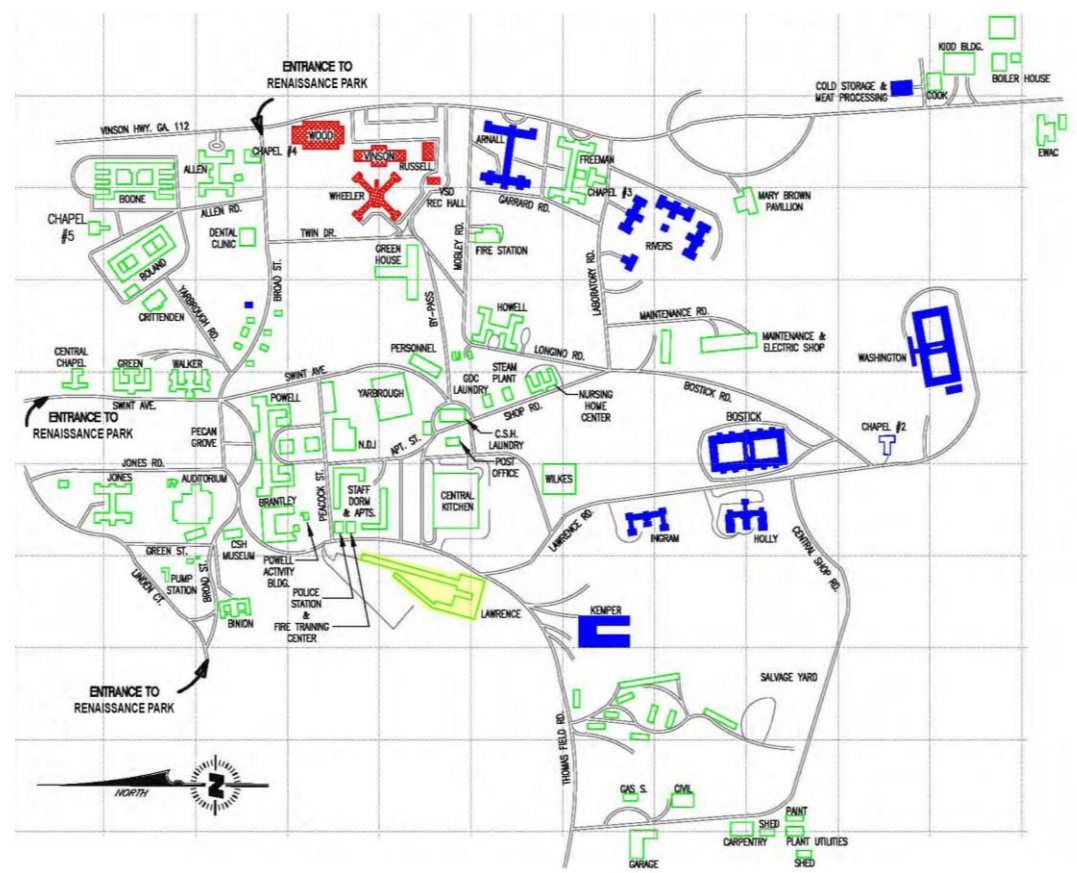 KIDD BLDG.
ENTRANCE TO
RENAISSANCE PARK
BOILER HOUSE
COLD STORAGE &
MEAT PROCESSING
COOK
VINSON HWY. GA. 112
WOOD
ARNALL
EWAC
CHAPEL #4
VINSON
FREEMAN
ALLEN
RUSSELL
CHAPEL #3
BOONE
WHEELER
VSD
REC HALL
GARRARD RD.
MARY BROWN
PAVILLION
ALLEN RD.
CHAPEL
#5
DENTAL
CLINIC
TWIN DR.
MOBLEY RD.
FIRE STATION
RIVERS
GREEN
HOUSE
BOLAND
BROAD ST.
LABORATORY RD.
YARBROUGH RD.
CRITTENDEN
BY-PASS
HOWELL
MAINTENANCE RD.
MAINTENANCE &
ELECTRIC SHOP
CENTRAL
CHAPEL
GREEN
WALKER
PERSONNEL
LONGINO RD.
WASHINGTON
SWINT AVE.
GDC
LAUNDRY
STEAM
PLANT
BOSTICK RD.
POWELL
YARBROUGH
NURSING
HOME
CENTER
SWINT AVE.
SHOP RD.
ENTRANCE TO
RENAISSANCE PARK
PECAN
GROVE
BOSTICK
CHAPEL #2
N.D.I
APT. ST.
C.S.H.
LAUNDRY
POST
OFFICE
JONES RD.
JONES
AUDITORIUM
PEACOCK ST.
STAFF
DORM
& APTS.
WILKES
BRANTLEY
CENTRAL
KITCHEN
LAWRENCE RD.
INGRAM
HOLLY
CENTRAL SHOP RD.
GREEN ST.
CSH
MUSEUM
POWELL
ACTIVITY
BLDG.
PUMP
STATION
BROAD ST.
LINDEN CT.
POLICE
STATION
&
FIRE TRAINING
CENTER
BINION
LAWRENCE
KEMPER
ENTRANCE TO
RENAISSANCE PARK
SALVAGE YARD
THOMAS FIELD RD.
N
NORTH
GAS S.
CIVIL
PAINT
SHED
CARPENTRY
PLANT UTILITIES
GARAGE
SHED